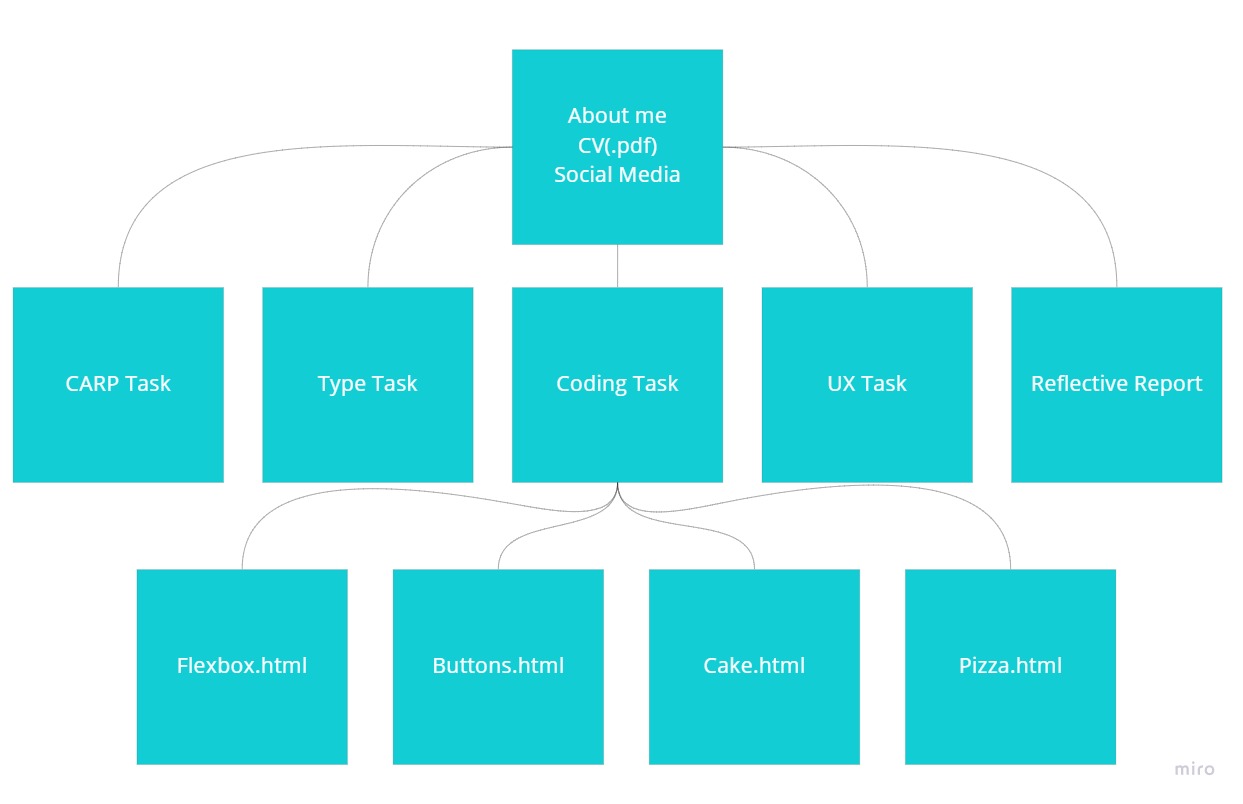 About me
CV(.pdf)
Social Media
CARP Task
Type Task
Coding Task
UX Task
Reflective Report
Flexbox.html
Buttons.html
Cake.html
Pizza.html
miro